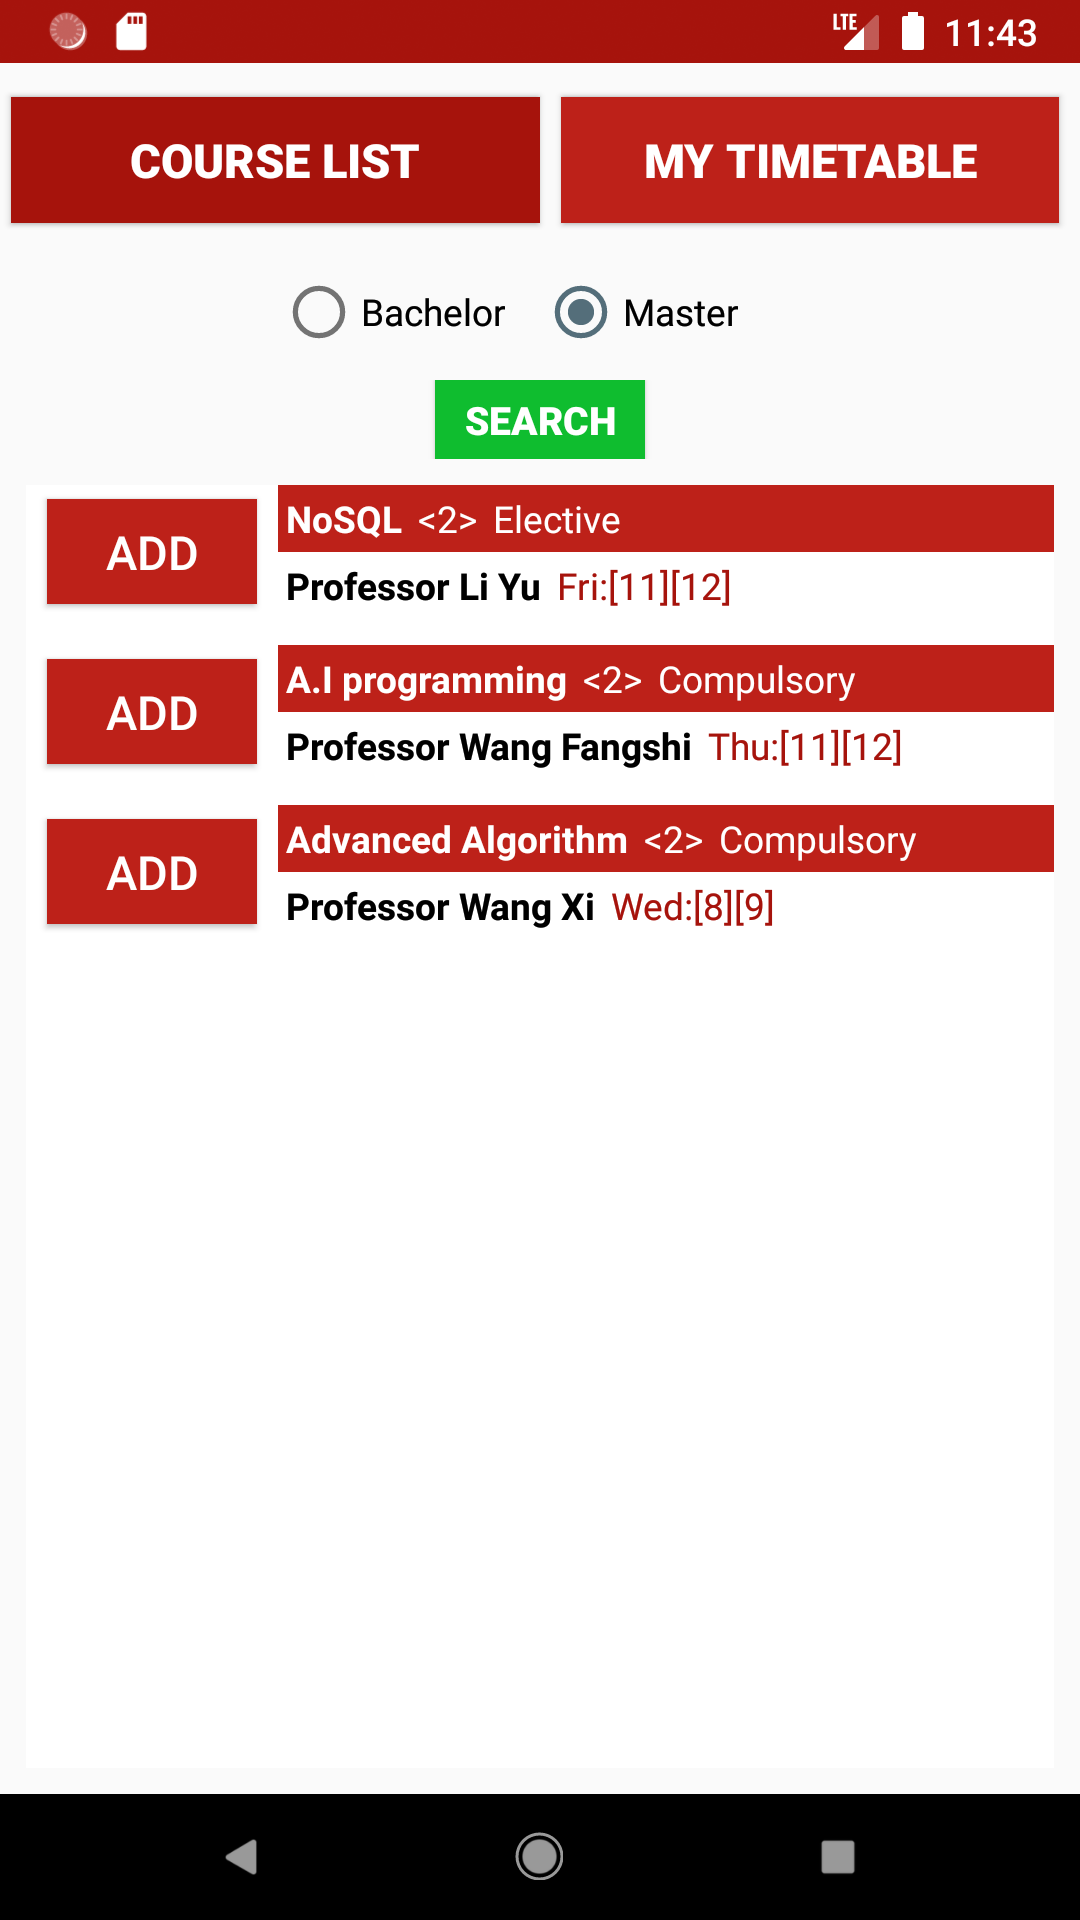 LTE 11:43
COURSE LIST MY TIMETABLE
Bachelor Master
SEARCH
ADD NoSQL <2> Elective
Professor Li Yu Fri:[11][12]
ADD A.I programming <2> Compulsory
Professor Wang Fangshi Thu:[11][12]
ADD Advanced Algorithm <2> Compulsory
Professor Wang Xi Wed:[8][9]